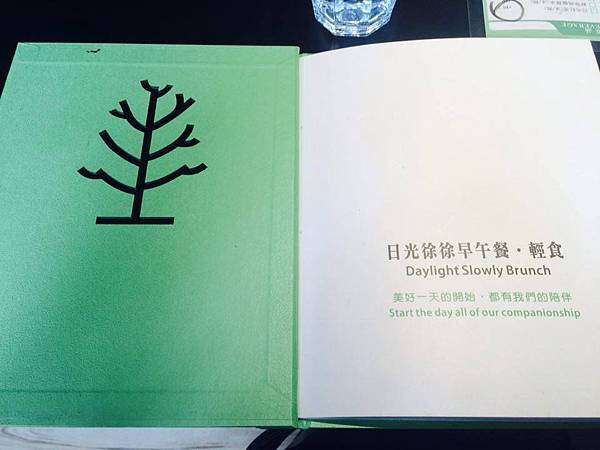 日光徐徐早午餐・輕食
Daylight Slowly Brunch
美好一天的開始，都有我們的陪伴
Start the day all of our companionship